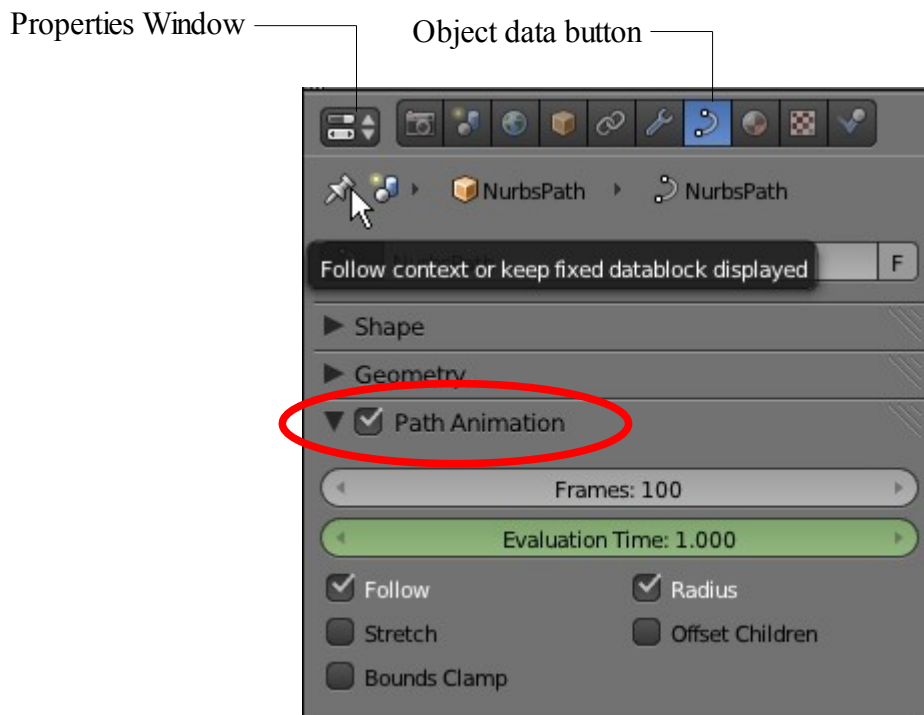 Properties Window
Object data button
NurbsPath NurbsPath
Follow context or keep fixed datablock displayed F
Shape
Geometry
Path Animation
Frames: 100
Evaluation Time: 1.000
Follow Radius
Stretch Offset Children
Bounds Clamp